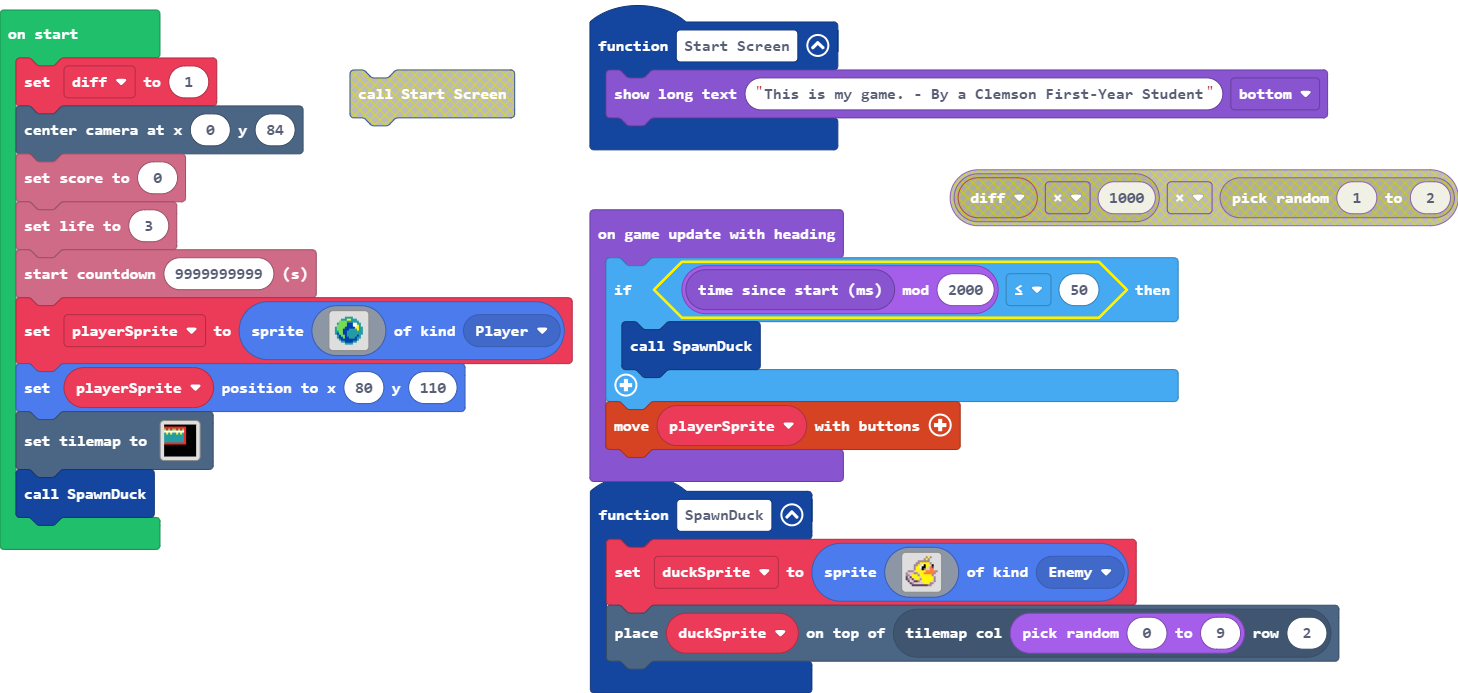 on start
set diff to 1
center camera at x 0 y 84
set score to 0
set life to 3
start countdown 9999999999 (s)
set playerSprite to sprite of kind Player
set playerSprite position to x 80 y 110
set tilemap to
call SpawnDuck
call Start Screen
function Start Screen
show long text "This is my game. - By a Clemson First-Year Student" bottom
diff × 1000 × pick random 1 to 2
on game update with heading
if time since start (ms) mod 2000 ≤ 50 then
call SpawnDuck
move playerSprite with buttons
function SpawnDuck
set duckSprite to sprite of kind Enemy
place duckSprite on top of tilemap col pick random 0 to 9 row 2